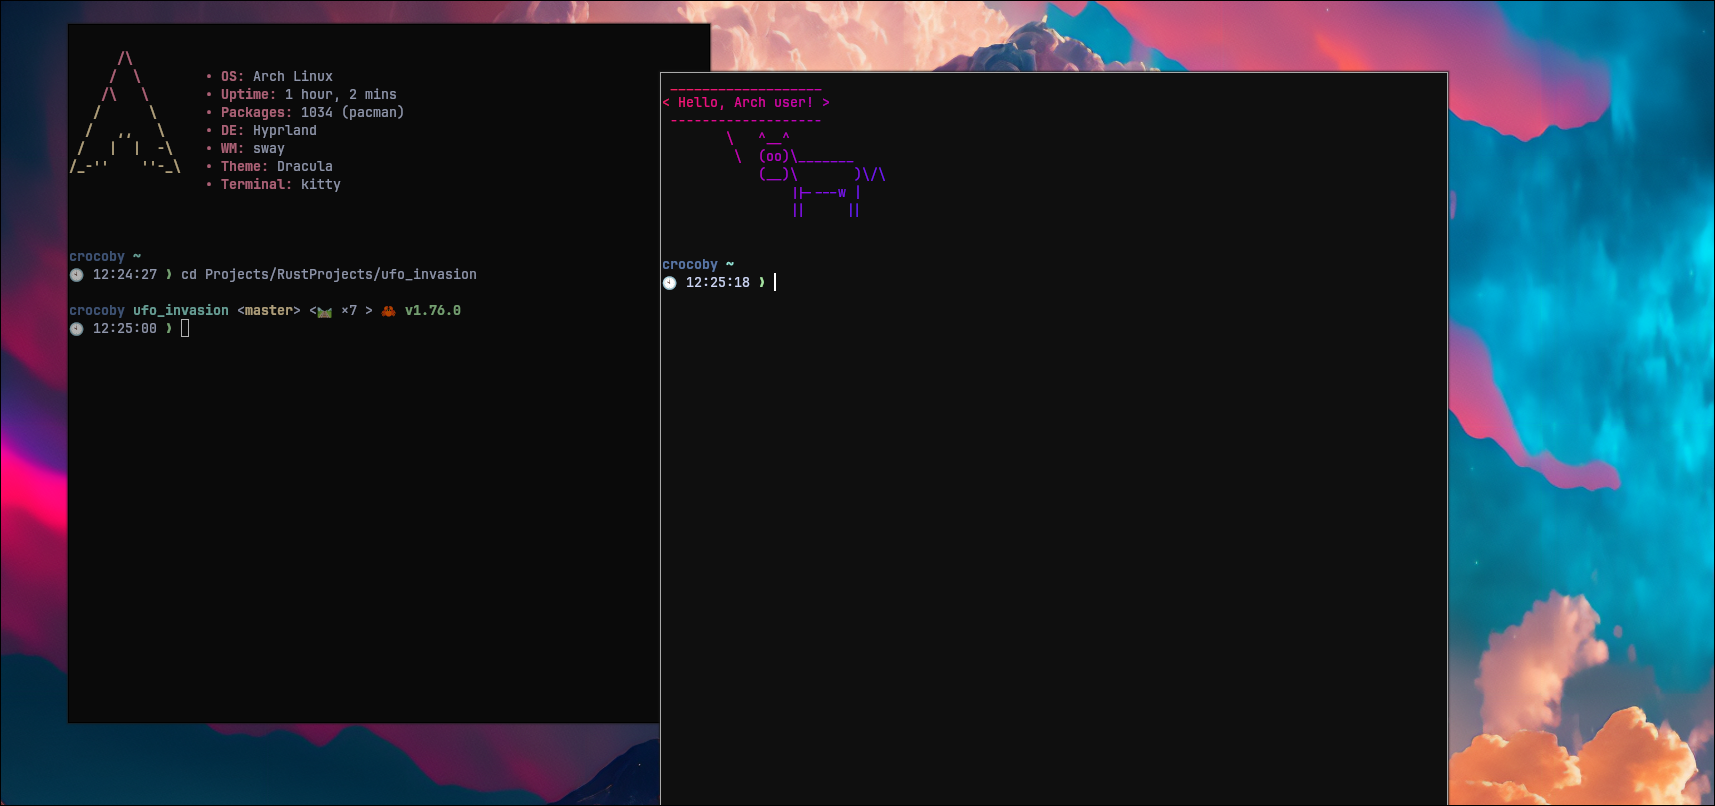 • OS: Arch Linux
• Uptime: 1 hour, 2 mins
• Packages: 1034 (pacman)
• DE: Hyprland
• WM: sway
• Theme: Dracula
• Terminal: kitty
crocoby ~
12:24:27 ❯ cd Projects/RustProjects/ufo_invasion
crocoby ufo_invasion <master> < ×7 > 🦀 v1.76.0
12:25:00 ❯
< Hello, Arch user! >
\ ^__^
\ (oo)\_______
(__)\ )\/\
||----w |
|| ||
crocoby ~
12:25:18 ❯